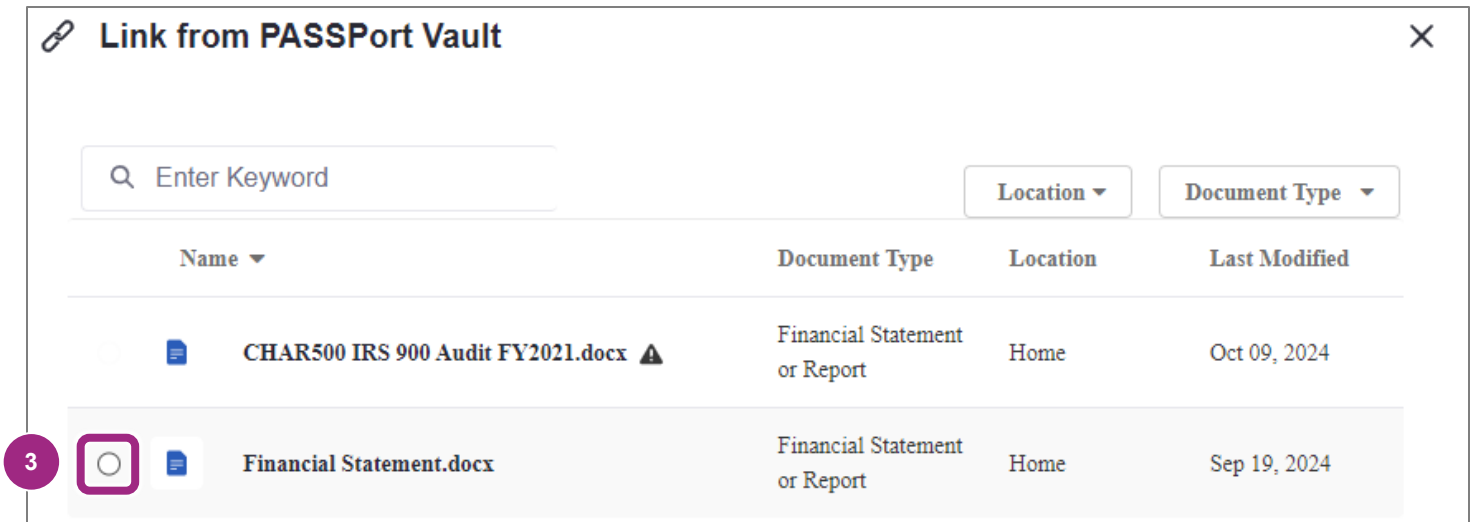 Link from PASSPort Vault
Enter Keyword
Location
Document Type
Name
Document Type
Location
Last Modified
CHAR500 IRS 900 Audit FY2021.docx
Financial Statement
or Report
Home
Oct 09, 2024
3
Financial Statement.docx
Financial Statement
or Report
Home
Sep 19, 2024